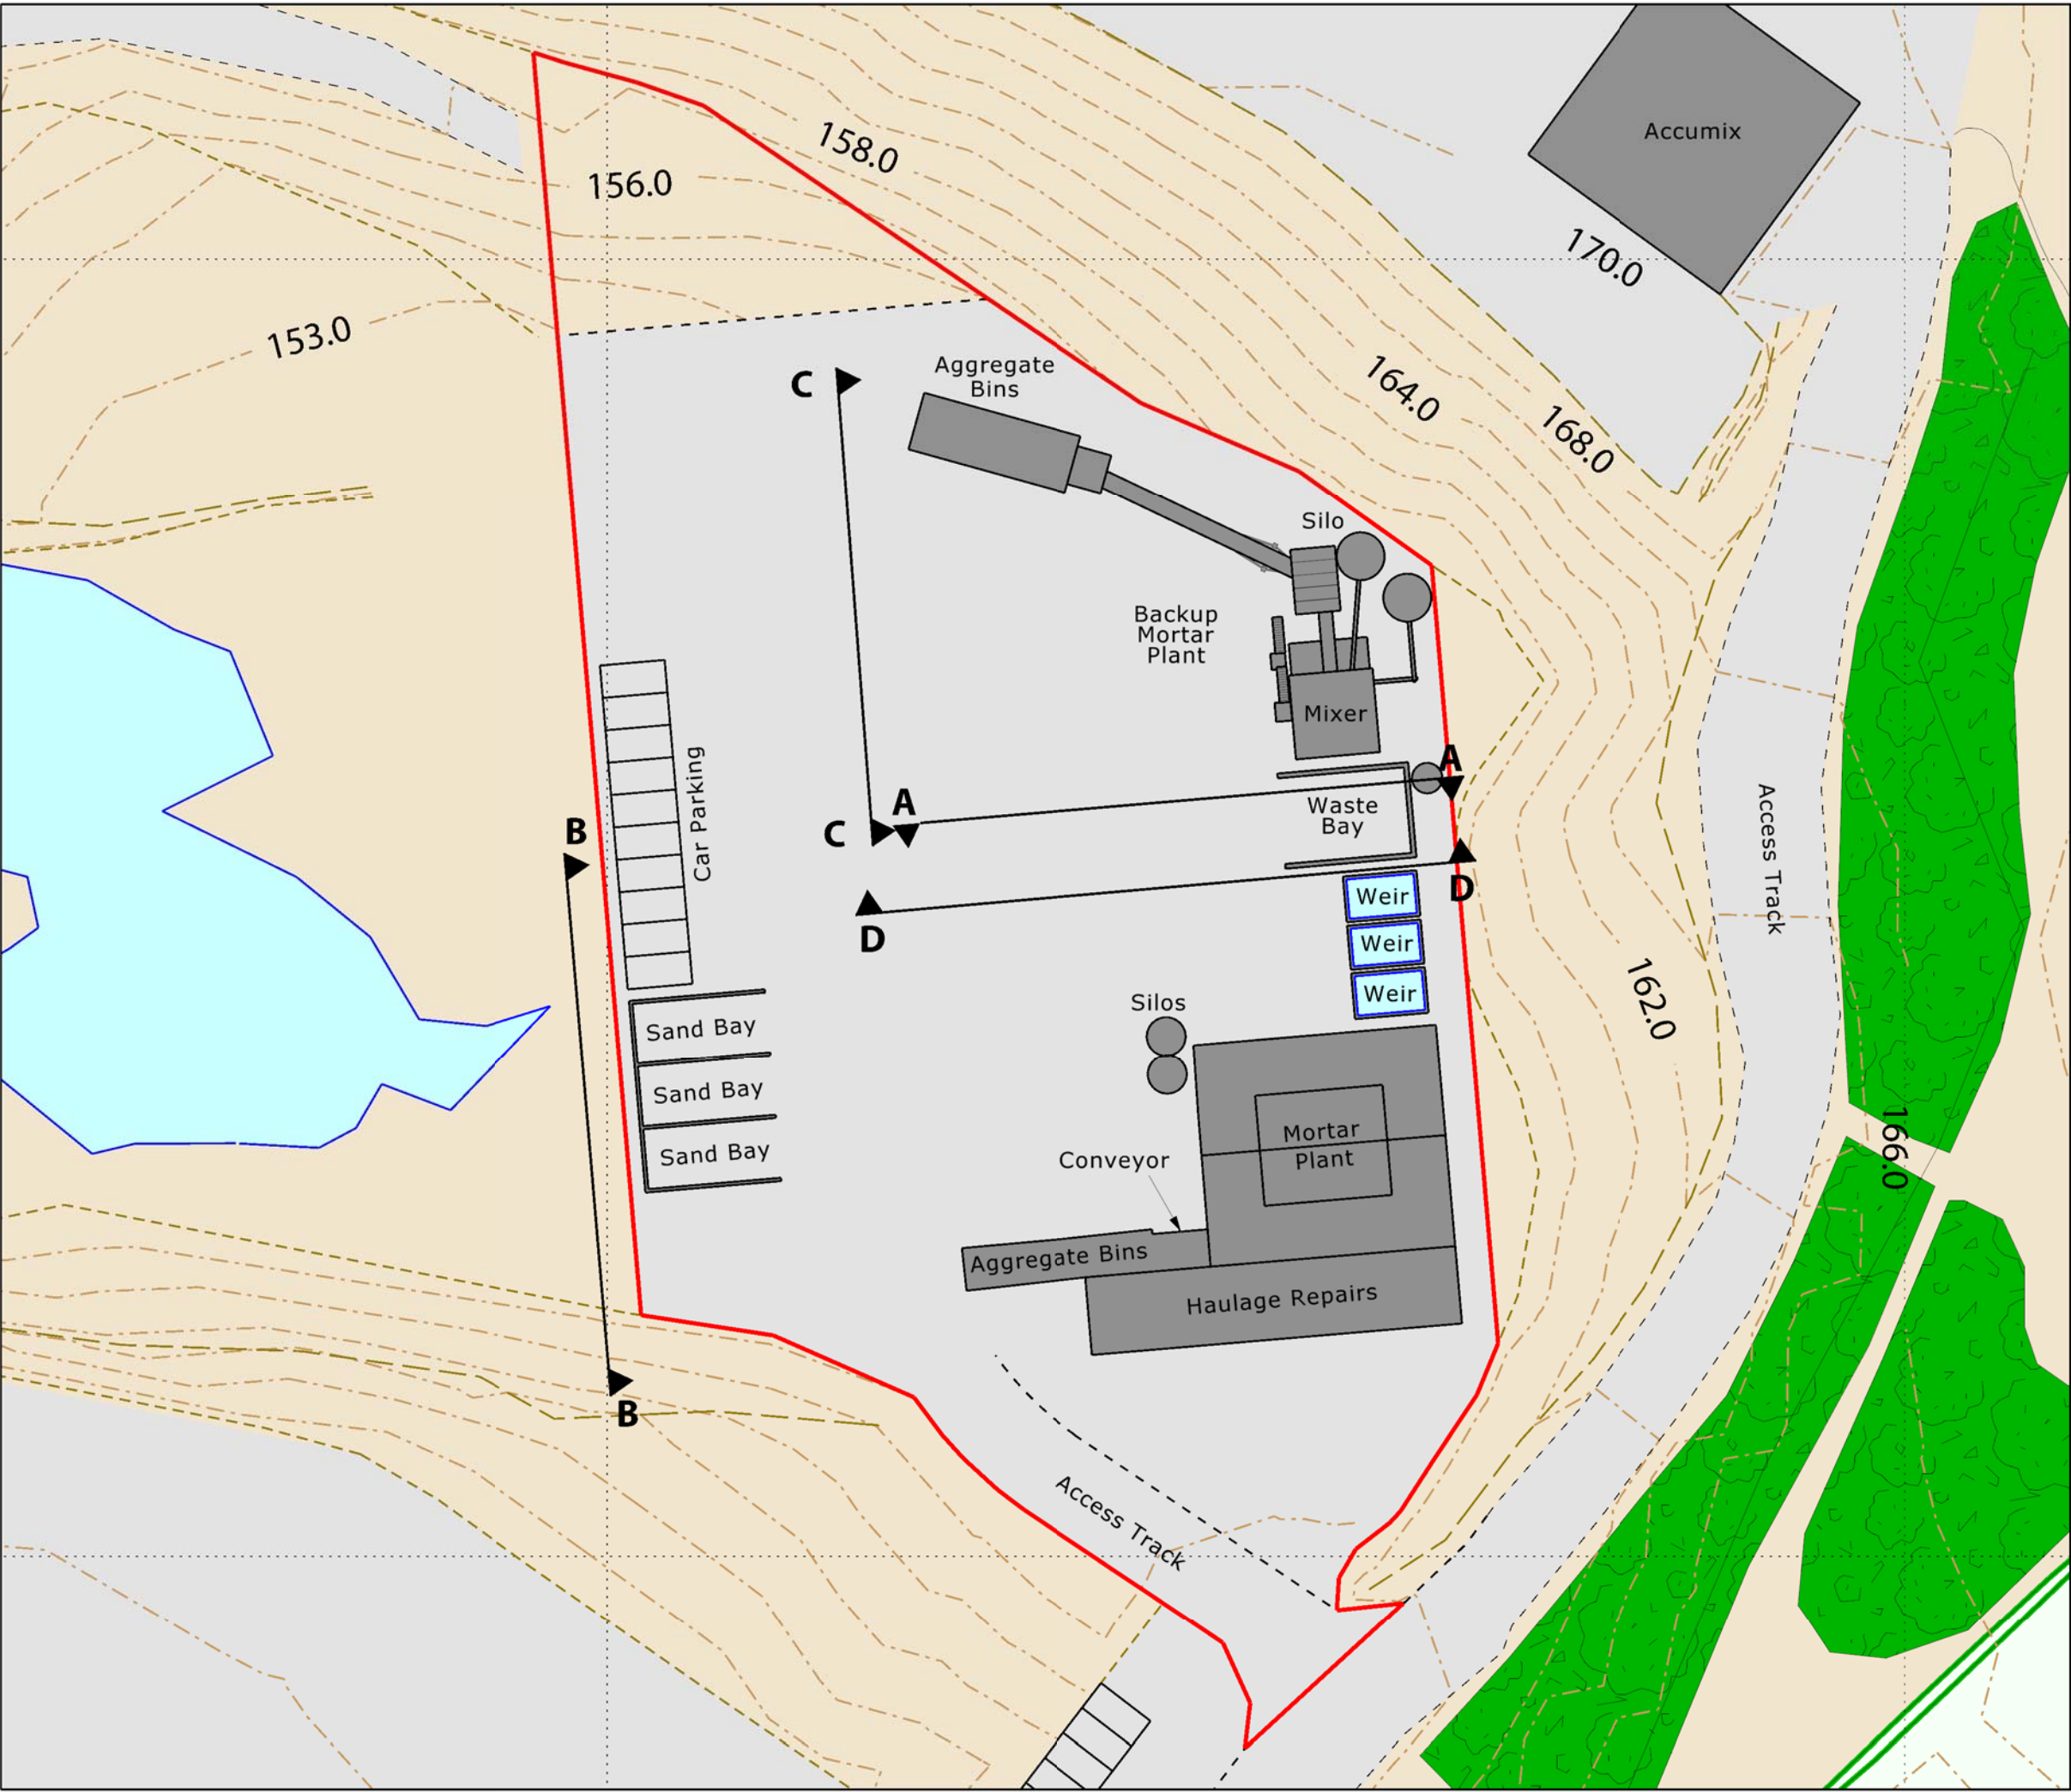 Accumix
158.0
156.0
170.0
153.0
Aggregate
Bins
C
164.0
168.0
Silo
Backup
Mortar
Plant
Mixer
A
A
Waste
Bay
Access Track
Car Parking
B
C
D
D
Weir
Weir
Weir
162.0
Silos
Sand Bay
Sand Bay
Sand Bay
Mortar
Plant
Conveyor
166.0
Aggregate Bins
Haulage Repairs
B
Access Track